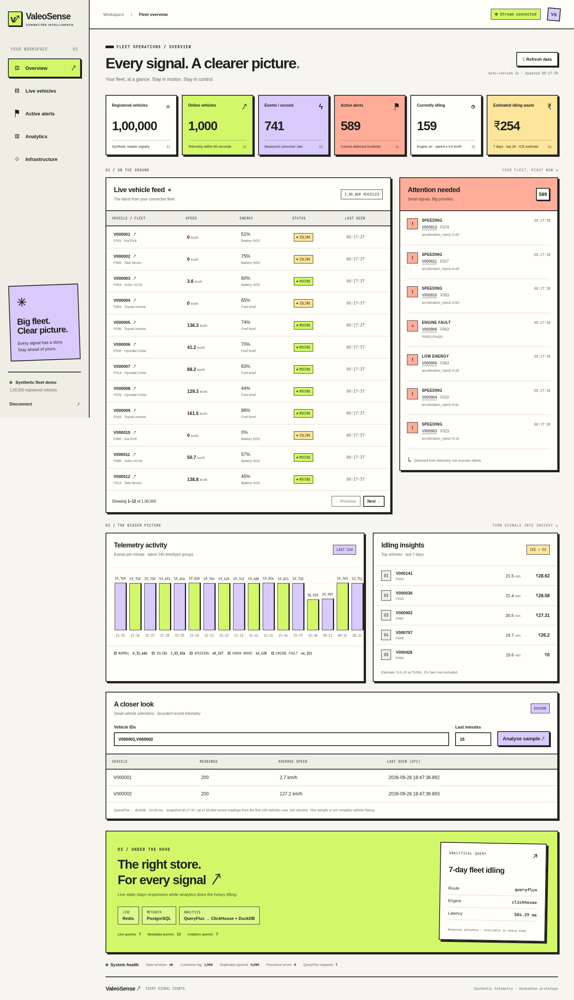 ValeoSense
CONNECTED INTELLIGENCE
YOUR WORKSPACE 01
Overview ↗
Live vehicles
Active alerts
Analytics
Infrastructure
Big fleet.
Clear picture.
Every signal has a story.
Stay ahead of yours.
Synthetic fleet demo
1,00,000 registered vehicles
Disconnect ↗
Workspace / Fleet overview
Stream connected
VS
FLEET OPERATIONS / OVERVIEW
Every signal. A clearer picture.
Your fleet, at a glance. Stay in motion. Stay in control.
Refresh data
Auto-refresh 3s · Updated 00:17:38
Registered vehicles
1,00,000
Synthetic master registry 01
Online vehicles ↗
1,000
Telemetry within 60 seconds 02
Events / second
741
Measured consumer rate 03
Active alerts
589
Current detected incidents 04
Currently idling
159
Engine on · speed ≤ 0.5 km/h 05
Estimated idling waste ₹
₹254
7 days · top 20 · ICE estimate 06
01 / ON THE GROUND
YOUR FLEET, RIGHT NOW ↘
Live vehicle feed
The latest from your connected fleet
1,00,000 VEHICLES
VEHICLE / FLEET SPEED ENERGY STATUS LAST SEEN
V000001 ↗ 0 km/h 51% IDLING 00:17:37
F015 · Kia EV6 Battery SOC
V000002 ↗ 0 km/h 75% IDLING 00:17:37
F095 · Tata Nexon Battery SOC
V000003 ↗ 3.6 km/h 60% MOVING 00:17:37
F004 · Volvo XC40 Battery SOC
V000004 ↗ 0 km/h 65% IDLING 00:17:37
F004 · Toyota Innova Fuel level
V000005 ↗ 136.3 km/h 74% MOVING 00:17:37
F036 · Toyota Innova Fuel level
V000006 ↗ 41.2 km/h 70% MOVING 00:17:37
F036 · Hyundai Creta Fuel level
V000007 ↗ 88.2 km/h 83% MOVING 00:17:37
F014 · Hyundai Creta Fuel level
V000008 ↗ 129.3 km/h 44% MOVING 00:17:37
F078 · Hyundai Creta Fuel level
V000009 ↗ 161.5 km/h 86% MOVING 00:17:37
F016 · Toyota Innova Fuel level
V000010 ↗ 0 km/h 0% IDLING 00:17:37
F080 · Kia EV6 Battery SOC
V000011 ↗ 50.7 km/h 57% MOVING 00:17:37
F085 · Volvo XC40 Battery SOC
V000012 ↗ 138.8 km/h 45% MOVING 00:17:37
F013 · Tata Nexon Battery SOC
Showing 1–12 of 1,00,000 ← Previous Next →
Attention needed
Small signals. Big priorities.
589
! SPEEDING 00:17:38
V000913 · F074
acceleration_mps2=0.00
! SPEEDING 00:17:38
V000911 · F027
acceleration_mps2=0.00
! SPEEDING 00:17:38
V000910 · F093
acceleration_mps2=0.83
ENGINE FAULT 00:17:38
V000906 · F063
P0301,P0420
! LOW ENERGY 00:17:38
V000906 · F063
acceleration_mps2=0.26
! SPEEDING 00:17:38
V000904 · F010
acceleration_mps2=0.61
! SPEEDING 00:17:38
V000903 · F023
acceleration_mps2=0.16
↳ Detected from telemetry, not scenario labels.
02 / THE BIGGER PICTURE
TURN SIGNALS INTO INSIGHT ↘
Telemetry activity
Events per minute · latest 240 time/type groups
LAST 24H
59,769 59,750 59,730 59,691 59,656 59,810 59,704 59,618 59,741 59,680 59,816 59,651 59,720 38,929 39,907 59,769 59,751
15:35 15:36 15:37 15:38 15:39 15:40 15:41 15:42 15:43 15:44 15:45 15:46 15:47 15:48 00:12 00:13 00:14
NORMAL 8,31,686 IDLING 1,03,836 SPEEDING 48,247 HARSH BRAKE 44,420 ENGINE FAULT 44,251
Idling insights
Top vehicles · last 7 days
ICE + EV
01 V000141 21.5 min ₹28.62
F043
02 V000036 21.4 min ₹28.58
F016
03 V000902 20.5 min ₹27.31
F082
04 V000707 19.7 min ₹26.2
F048
05 V000426 19.6 min ₹0
F059
Estimate: 0.8 L/h at ₹100/L. EV fuel cost excluded.
A closer look
Small vehicle selections · bounded recent telemetry
DUCKDB
Vehicle IDs Last minutes
V000001,V000002 15 Analyse sample ↗
VEHICLE READINGS AVERAGE SPEED LAST SEEN (UTC)
V000001 200 2.7 km/h 2026-09-28 18:47:36.892
V000002 200 127.2 km/h 2026-09-28 18:47:36.893
QueryFlux → duckdb · 24.28 ms · Snapshot 00:17:37. Up to 20,000 recent readings from the first 100 vehicles over 120 minutes. This sample is not complete vehicle history.
03 / UNDER THE HOOD
The right store.
For every signal ↗
Live state stays responsive while analytics does the heavy lifting.
LIVE METADATA ANALYTICS
Redis PostgreSQL QueryFlux → ClickHouse + DuckDB
Live queries 7 Metadata queries 13 Analytics queries 7
ANALYTICAL QUERY ↗
7-day fleet idling
Route queryflux
Engine clickhouse
Latency 584.29 ms
Response metadata · Available in debug mode
System health Data services ok Consumer lag 1,009 Duplicates ignored 5,095 Processor errors 0 QueryFlux requests 7
ValeoSense ↗ EVERY SIGNAL COUNTS.
Synthetic telemetry · Hackathon prototype